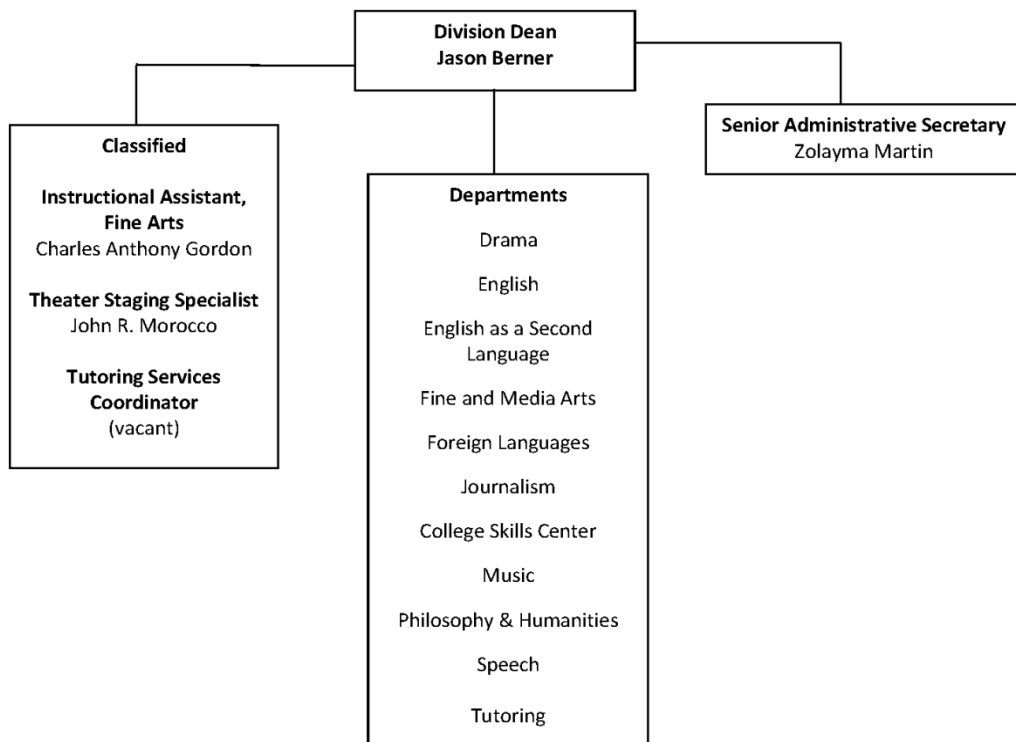 Division Dean
Jason Berner
Classified
Instructional Assistant,
Fine Arts
Charles Anthony Gordon
Theater Staging Specialist
John R. Morocco
Tutoring Services
Coordinator
(vacant)
Departments
Drama
English
English as a Second
Language
Fine and Media Arts
Foreign Languages
Journalism
College Skills Center
Music
Philosophy & Humanities
Speech
Tutoring
Senior Administrative Secretary
Zolayma Martin